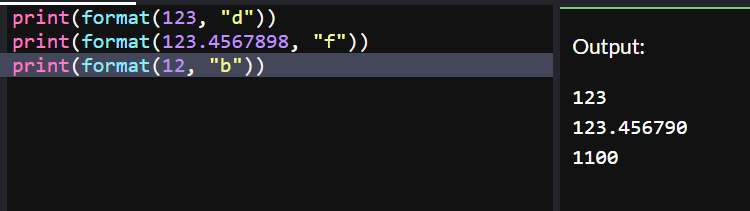 print(format(123, "d"))
print(format(123.4567898, "f"))
print(format(12, "b"))
Output:
123
123.456790
1100